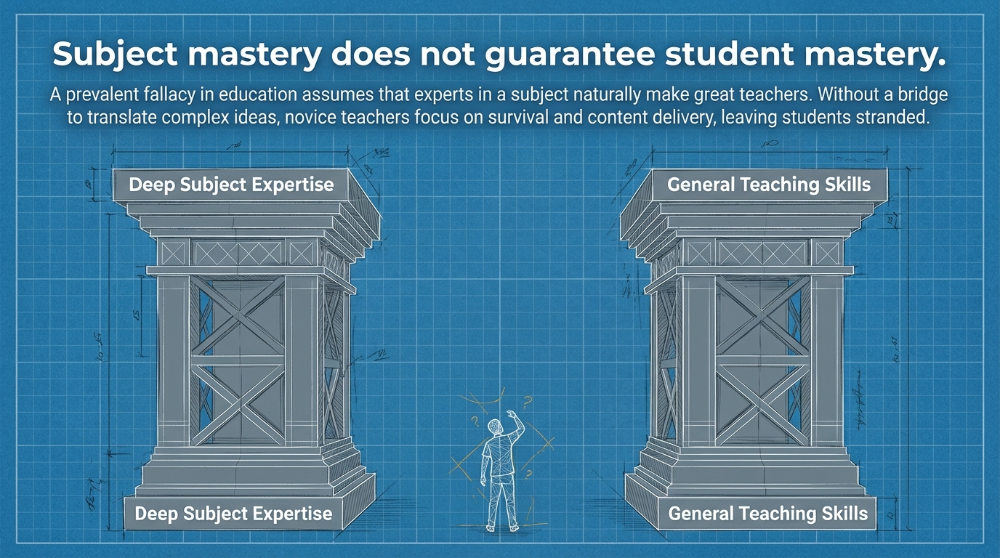 Subject mastery does not guarantee student mastery.
A prevalent fallacy in education assumes that experts in a subject naturally make great teachers. Without a bridge
to translate complex ideas, novice teachers focus on survival and content delivery, leaving students stranded.
Deep Subject Expertise
General Teaching Skills
?
?
?
Deep Subject Expertise
General Teaching Skills